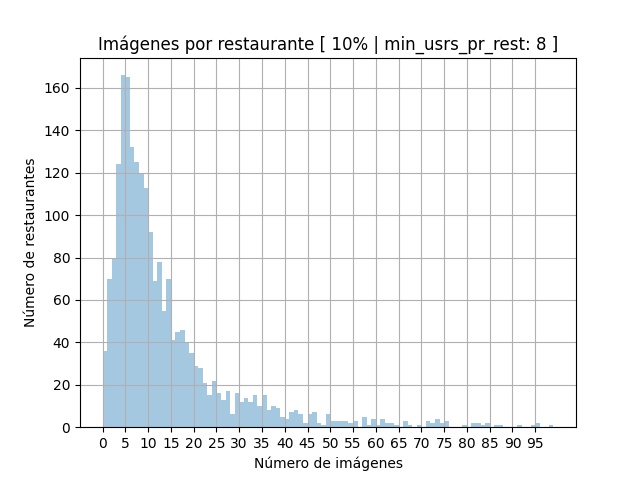 Imágenes por restaurante [ 10% | min_usrs_pr_rest: 8 ]
160
140
120
100
80
60
40
20
0
Número de restaurantes
0 5 10 15 20 25 30 35 40 45 50 55 60 65 70 75 80 85 90 95
Número de imágenes